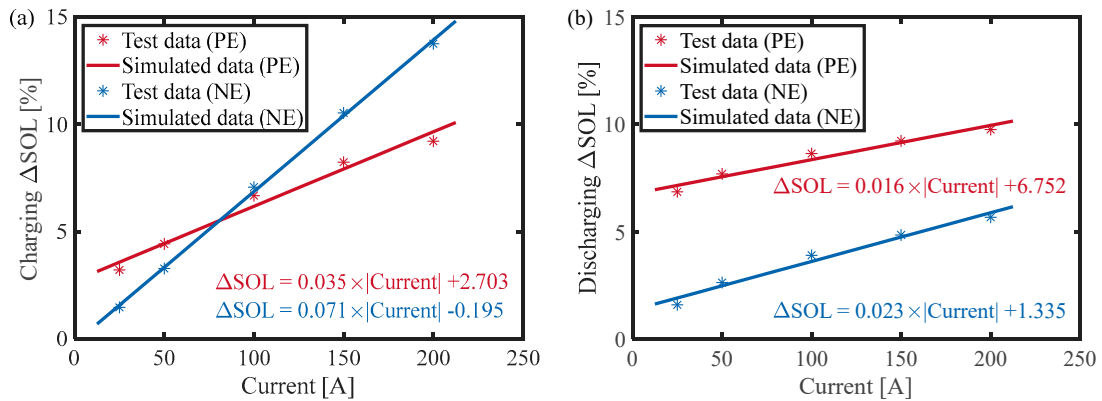 (a)
15
10
5
0
Charging ΔSOL [%]
Test data (PE)
Simulated data (PE)
Test data (NE)
Simulated data (NE)
ΔSOL = 0.035×|Current| +2.703
ΔSOL = 0.071×|Current| -0.195
0 50 100 150 200 250
Current [A]
(b)
15
10
5
0
Discharging ΔSOL [%]
Test data (PE)
Simulated data (PE)
Test data (NE)
Simulated data (NE)
ΔSOL = 0.016×|Current| +6.752
ΔSOL = 0.023×|Current| +1.335
0 50 100 150 200 250
Current [A]